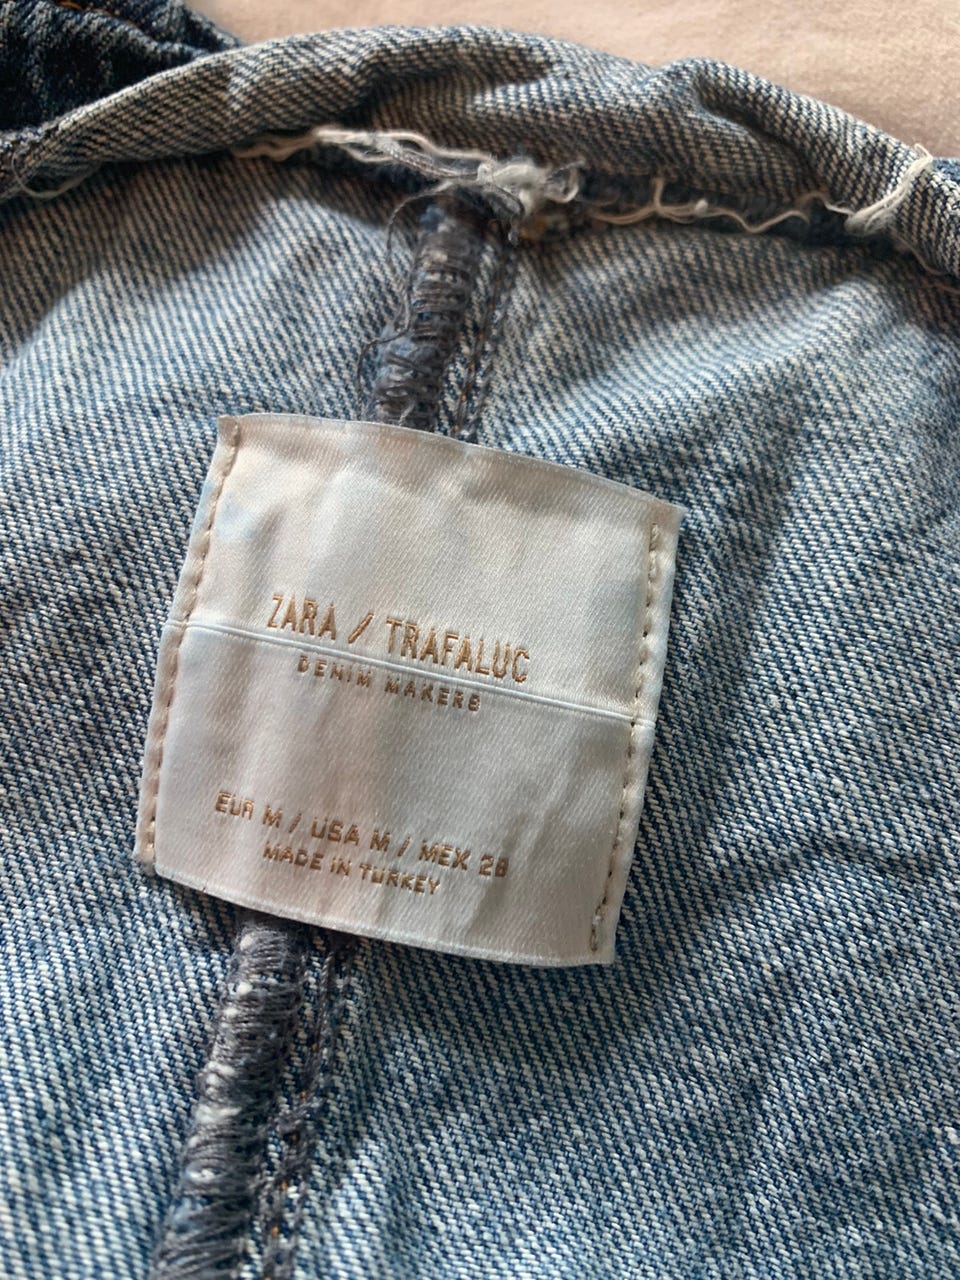 ZARA / TRAFALUC
DENIM MAKERS
EUR M / USA M / MEX 28
MADE IN TURKEY